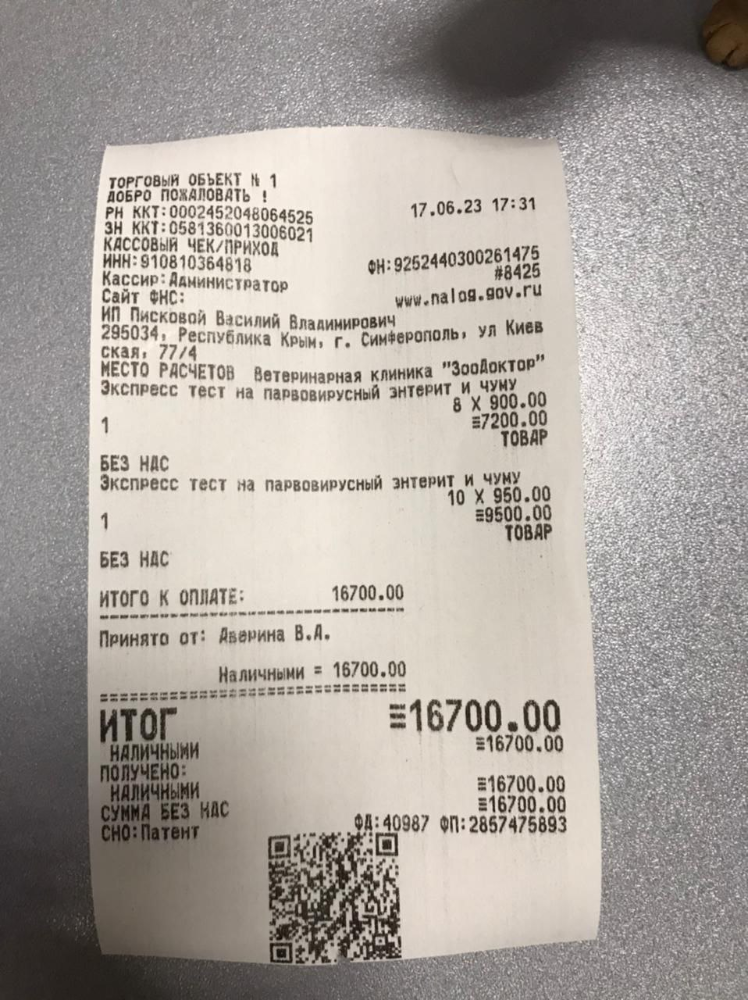 ТОРГОВЫЙ ОБЪЕКТ № 1
ДОБРО ПОЖАЛОВАТЬ !
РН ККТ:0002452048064525 17.06.23 17:31
ЗН ККТ:0581360013006021
КАССОВЫЙ ЧЕК/ПРИХОД
ИНН:910810364818 ФН:9252440300261475
Кассир:Администратор #8425
Сайт ФНС: www.nalog.gov.ru
ИП Писковой Василий Владимирович
295034, Республика Крым, г. Симферополь, ул Киев
ская, 77/4
МЕСТО РАСЧЕТОВ Ветеринарная клиника "ЗооДоктор"
Экспресс тест на парвовирусный энтерит и чуму
8 X 900.00
1 ≡7200.00
ТОВАР
БЕЗ НДС
Экспресс тест на парвовирусный энтерит и чуму
10 X 950.00
1 ≡9500.00
ТОВАР
БЕЗ НДС
ИТОГО К ОПЛАТЕ: 16700.00
Принято от: Аверина В.А.
Наличными = 16700.00
ИТОГ ≡16700.00
НАЛИЧНЫМИ ≡16700.00
ПОЛУЧЕНО:
НАЛИЧНЫМИ ≡16700.00
СУММА БЕЗ НДС ≡16700.00
СНО:Патент ФД:40987 ФП:2857475893